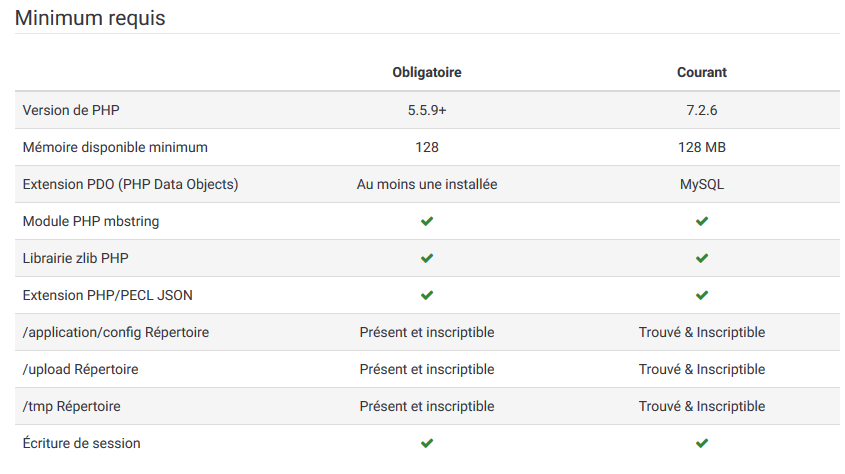 Minimum requis
Obligatoire Courant
Version de PHP 5.5.9+ 7.2.6
Mémoire disponible minimum 128 128 MB
Extension PDO (PHP Data Objects) Au moins une installée MySQL
Module PHP mbstring ✔ ✔
Librairie zlib PHP ✔ ✔
Extension PHP/PECL JSON ✔ ✔
/application/config Répertoire Présent et inscriptible Trouvé & Inscriptible
/upload Répertoire Présent et inscriptible Trouvé & Inscriptible
/tmp Répertoire Présent et inscriptible Trouvé & Inscriptible
Écriture de session ✔ ✔